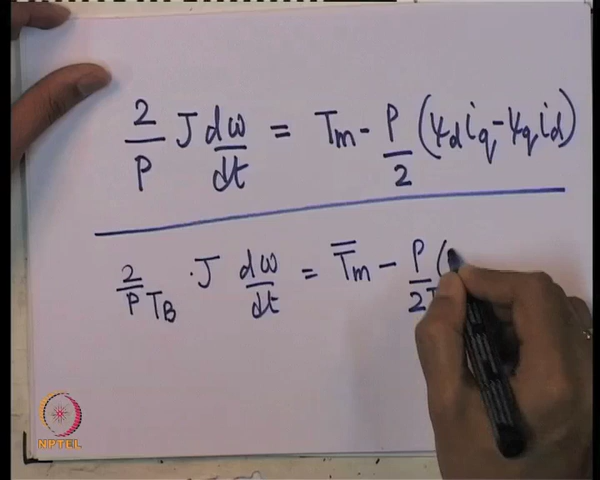 2/P J dω/dt = Tm - P/2 (ψd iq - ψq id)
2/P TB · J dω/dt = T̿m - P/2T (
NPTEL